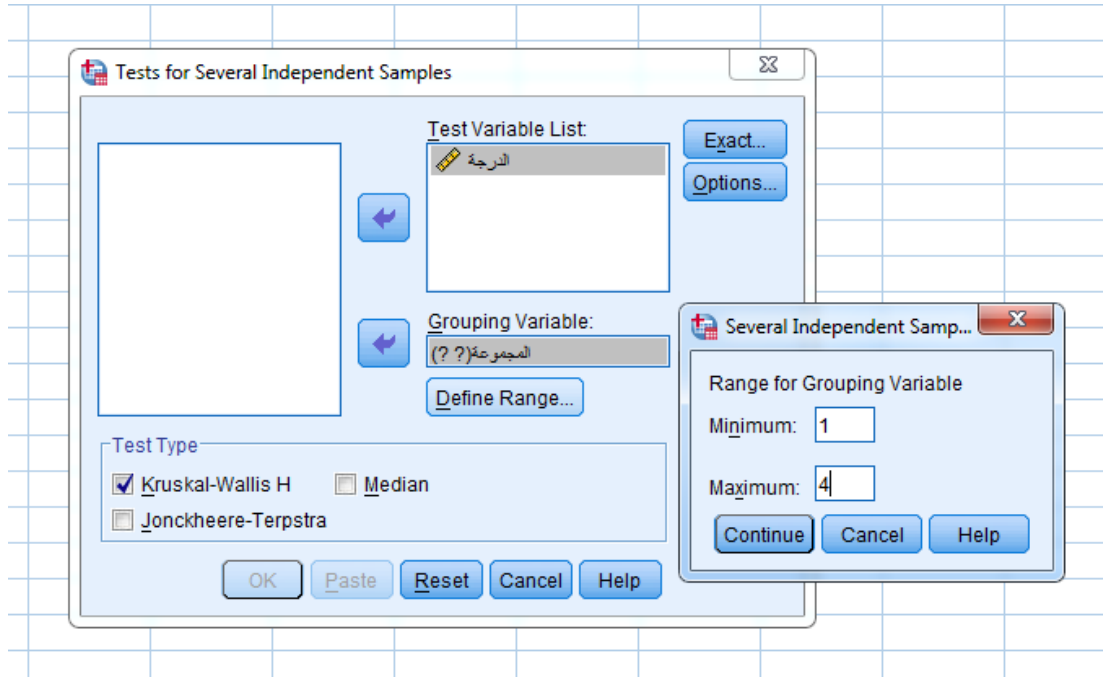 Tests for Several Independent Samples
Test Variable List:
الدرجة
Exact...
Options...
Grouping Variable:
المجموعة(? ?)
Define Range...
Test Type
Kruskal-Wallis H
Median
Jonckheere-Terpstra
OK
Paste
Reset
Cancel
Help
Several Independent Samp...
Range for Grouping Variable
Minimum: 1
Maximum: 4
Continue
Cancel
Help